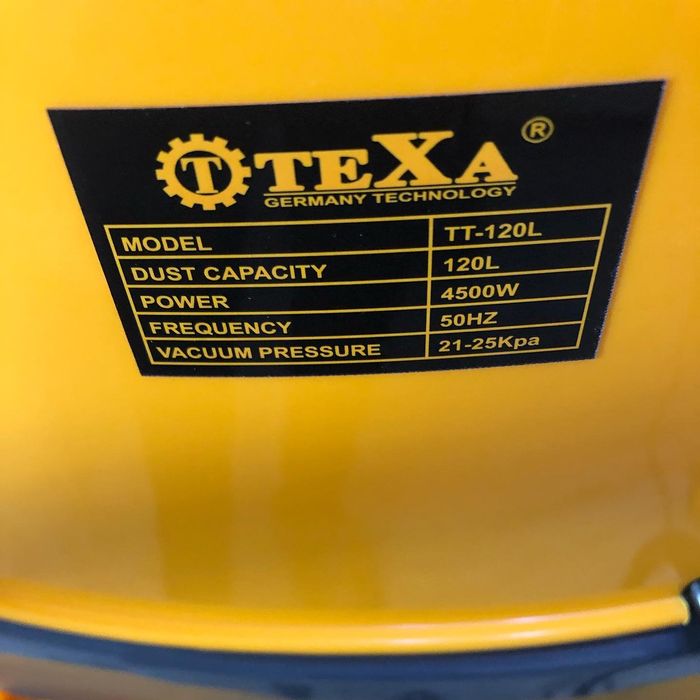 T TEXA ®
GERMANY TECHNOLOGY
MODEL TT-120L
DUST CAPACITY 120L
POWER 4500W
FREQUENCY 50HZ
VACUUM PRESSURE 21-25Kpa